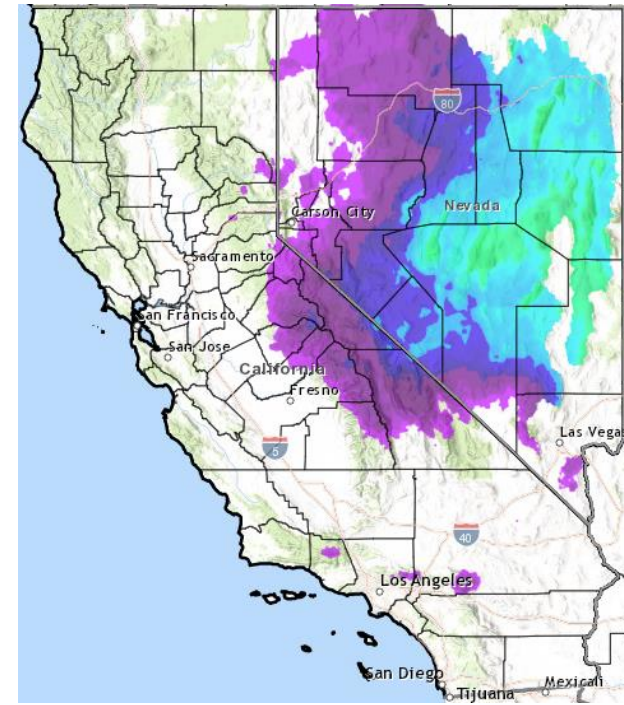 80
Nevada
Carson City
Sacramento
San Francisco
San Jose
California
Fresno
5
Las Vegas
40
Los Angeles
San Diego
Mexicali
Tijuana